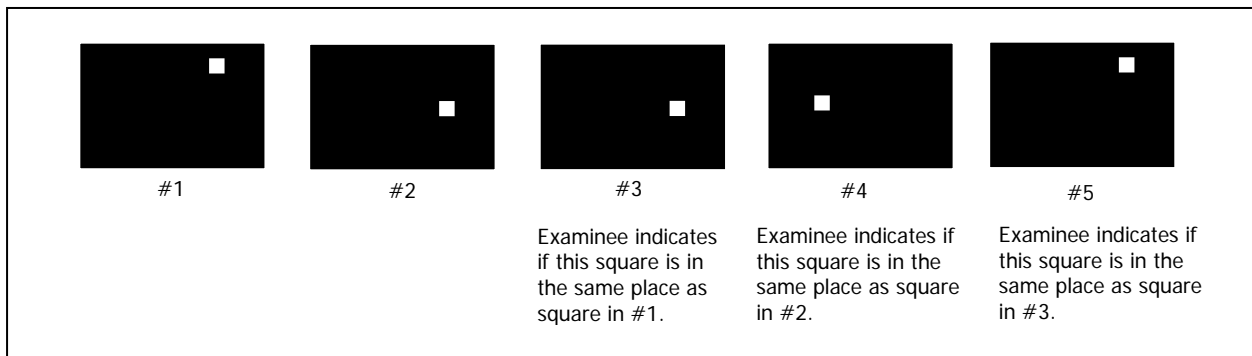 #1
#2
#3
#4
#5
Examinee indicates
if this square is in
the same place as
square in #1.
Examinee indicates if
this square is in the
same place as square
in #2.
Examinee indicates if
this square is in the
same place as square
in #3.